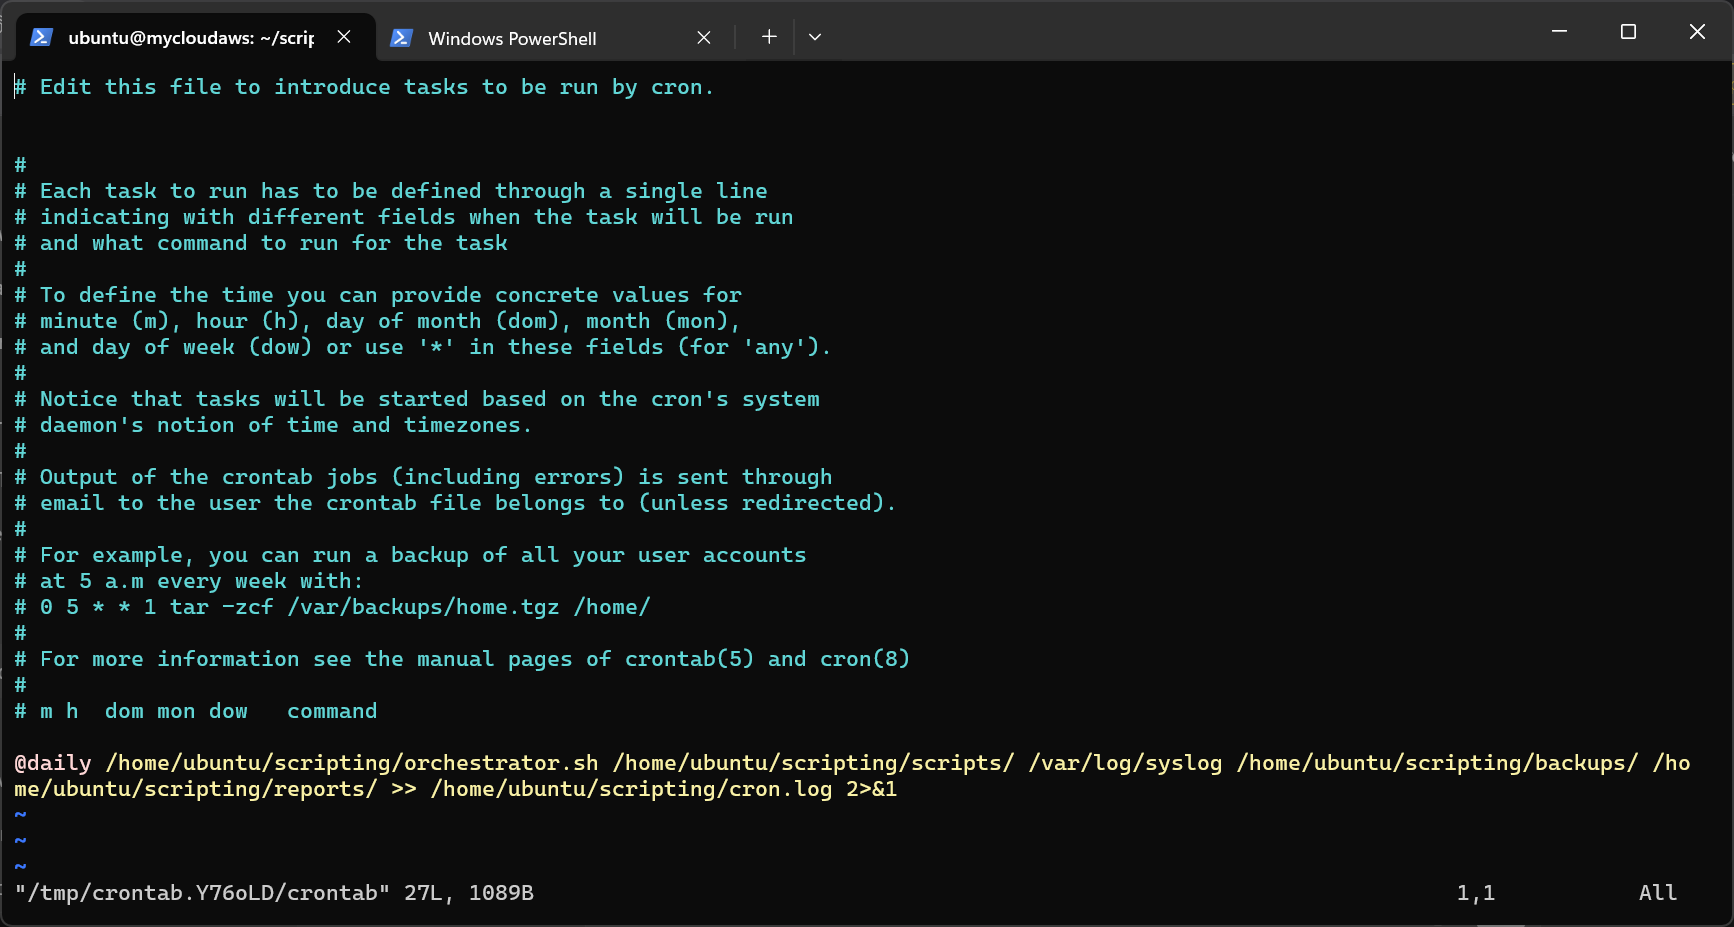 ubuntu@mycloudaws: ~/scrip
Windows PowerShell
# Edit this file to introduce tasks to be run by cron.
#
# Each task to run has to be defined through a single line
# indicating with different fields when the task will be run
# and what command to run for the task
#
# To define the time you can provide concrete values for
# minute (m), hour (h), day of month (dom), month (mon),
# and day of week (dow) or use '*' in these fields (for 'any').
#
# Notice that tasks will be started based on the cron's system
# daemon's notion of time and timezones.
#
# Output of the crontab jobs (including errors) is sent through
# email to the user the crontab file belongs to (unless redirected).
#
# For example, you can run a backup of all your user accounts
# at 5 a.m every week with:
# 0 5 * * 1 tar -zcf /var/backups/home.tgz /home/
#
# For more information see the manual pages of crontab(5) and cron(8)
#
# m h  dom mon dow   command
@daily /home/ubuntu/scripting/orchestrator.sh /home/ubuntu/scripting/scripts/ /var/log/syslog /home/ubuntu/scripting/backups/ /ho
me/ubuntu/scripting/reports/ >> /home/ubuntu/scripting/cron.log 2>&1
~
~
~
"/tmp/crontab.Y76oLD/crontab" 27L, 1089B 1,1 All